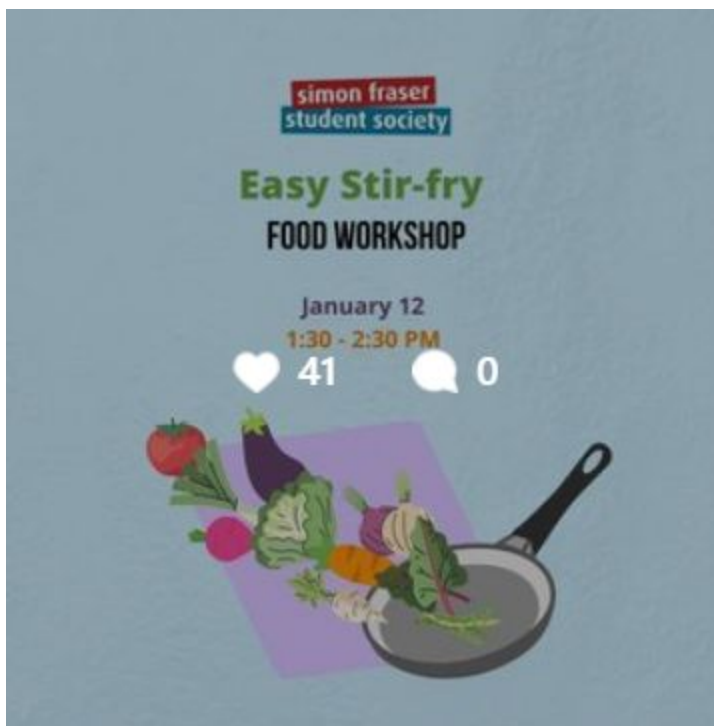 simon fraser
student society
Easy Stir-fry
FOOD WORKSHOP
January 12
1:30 - 2:30 PM
41 0